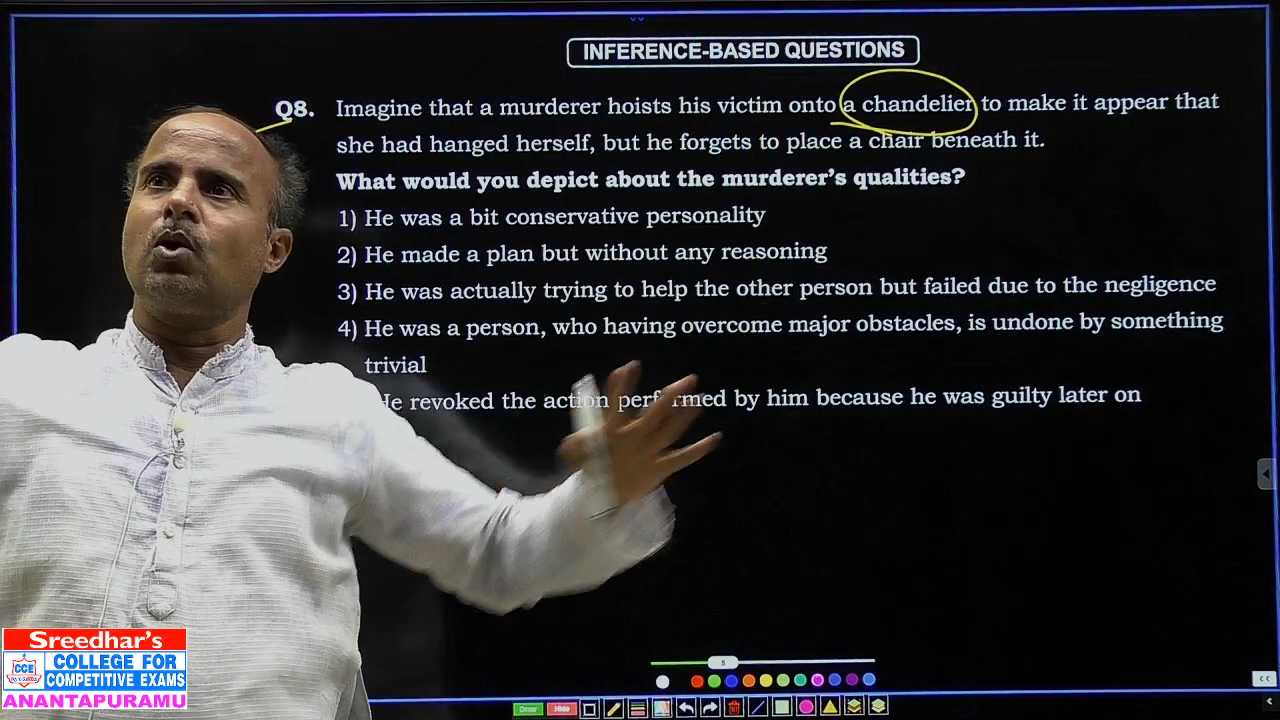 INFERENCE-BASED QUESTIONS
Q8. Imagine that a murderer hoists his victim onto a chandelier to make it appear that
she had hanged herself, but he forgets to place a chair beneath it.
What would you depict about the murderer's qualities?
1) He was a bit conservative personality
2) He made a plan but without any reasoning
3) He was actually trying to help the other person but failed due to the negligence
4) He was a person, who having overcome major obstacles, is undone by something
trivial
He revoked the action performed by him because he was guilty later on
Sreedhar's
CCE
COLLEGE FOR
COMPETITIVE EXAMS
ANANTAPURAMU
Draw Hide